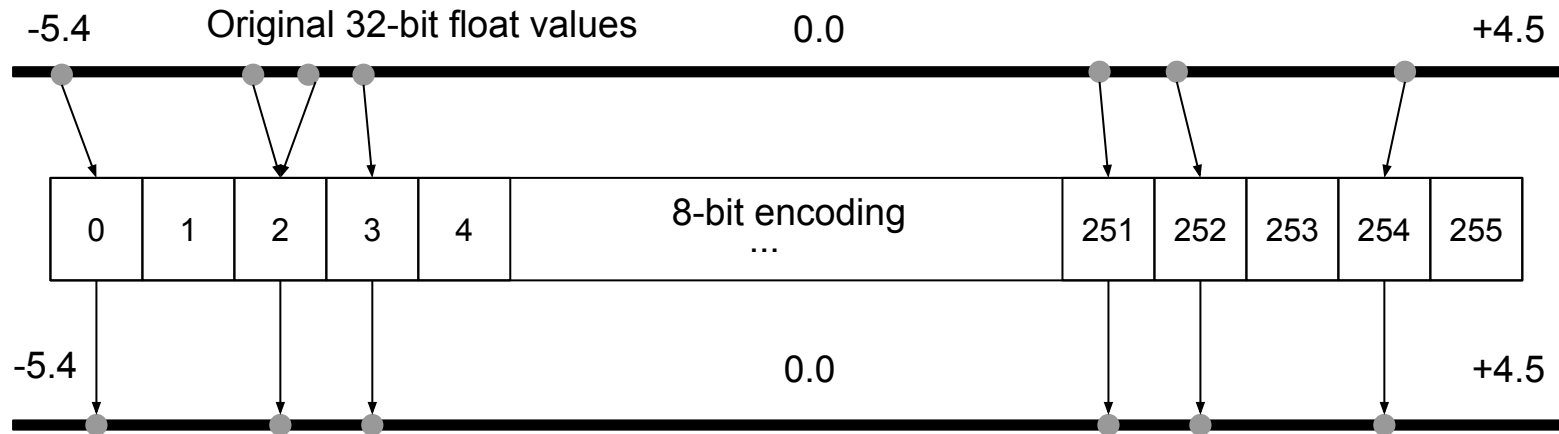 -5.4 Original 32-bit float values 0.0 +4.5
0 1 2 3 4 8-bit encoding 251 252 253 254 255
...
-5.4 0.0 +4.5